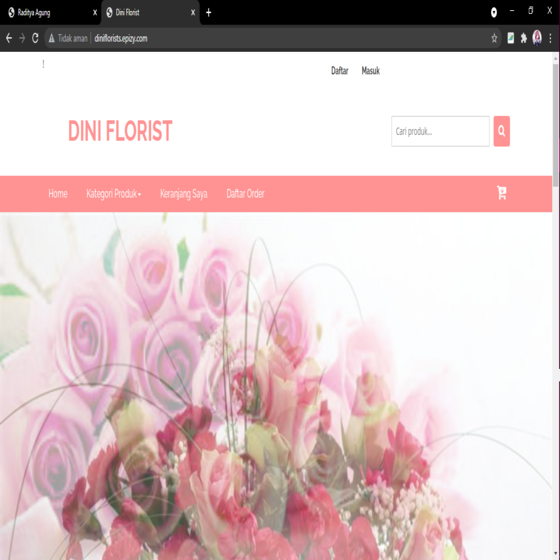 Raditya Agung
Dini Florist
Tidak aman | diniflorists.epizy.com
!
Daftar Masuk
DINI FLORIST
Cari produk...
Home Kategori Produk Keranjang Saya Daftar Order